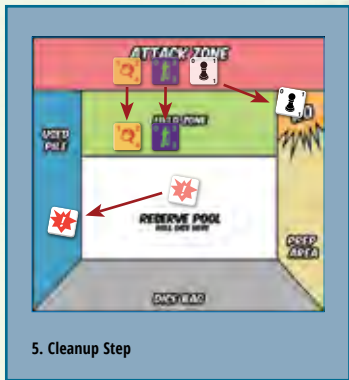 ATTACK ZONE
FIELD ZONE
USED
PILE
RESERVE POOL
ROLL DICE HERE
PREP
AREA
DICE BAG
5. Cleanup Step